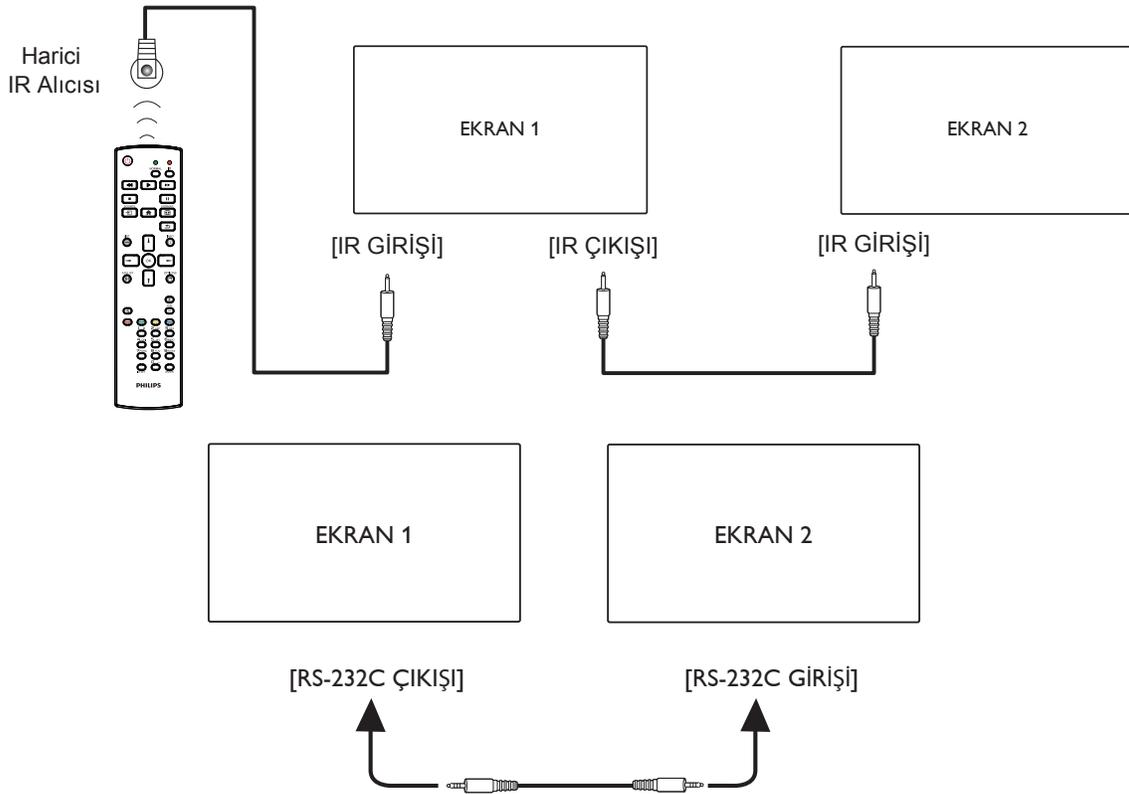 Harici
IR Alıcısı
EKRAN 1
EKRAN 2
[IR GİRİŞİ]
[IR ÇIKIŞI]
[IR GİRİŞİ]
OK
PHILIPS
EKRAN 1
EKRAN 2
[RS-232C ÇIKIŞI]
[RS-232C GİRİŞİ]